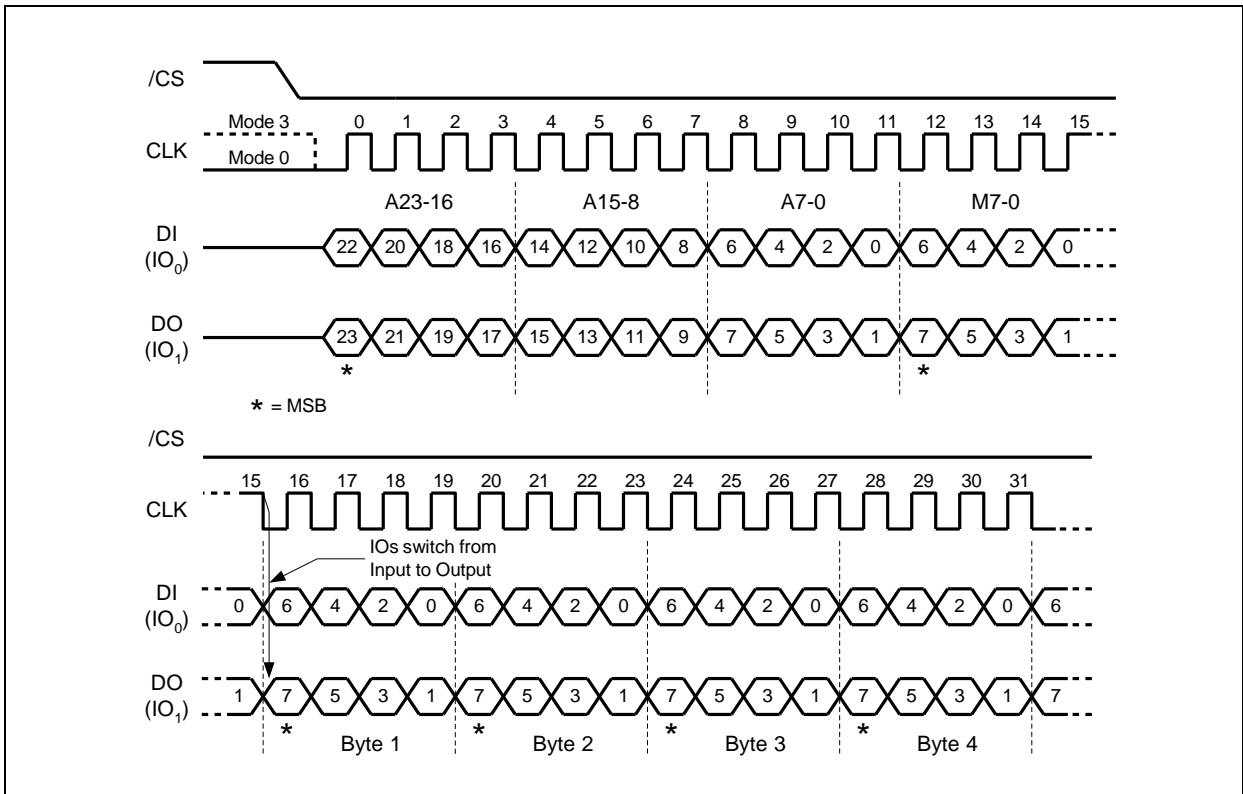 /CS
Mode 3 0 1 2 3 4 5 6 7 8 9 10 11 12 13 14 15
CLK Mode 0
A23-16 A15-8 A7-0 M7-0
DI
(IO0) 22 20 18 16 14 12 10 8 6 4 2 0 6 4 2 0
DO
(IO1) 23 21 19 17 15 13 11 9 7 5 3 1 7 5 3 1
* *
* = MSB
/CS
15 16 17 18 19 20 21 22 23 24 25 26 27 28 29 30 31
CLK
IOs switch from
Input to Output
DI
(IO0) 0 6 4 2 0 6 4 2 0 6 4 2 0 6 4 2 0 6
DO
(IO1) 1 7 5 3 1 7 5 3 1 7 5 3 1 7 5 3 1 7
* * * *
Byte 1 Byte 2 Byte 3 Byte 4